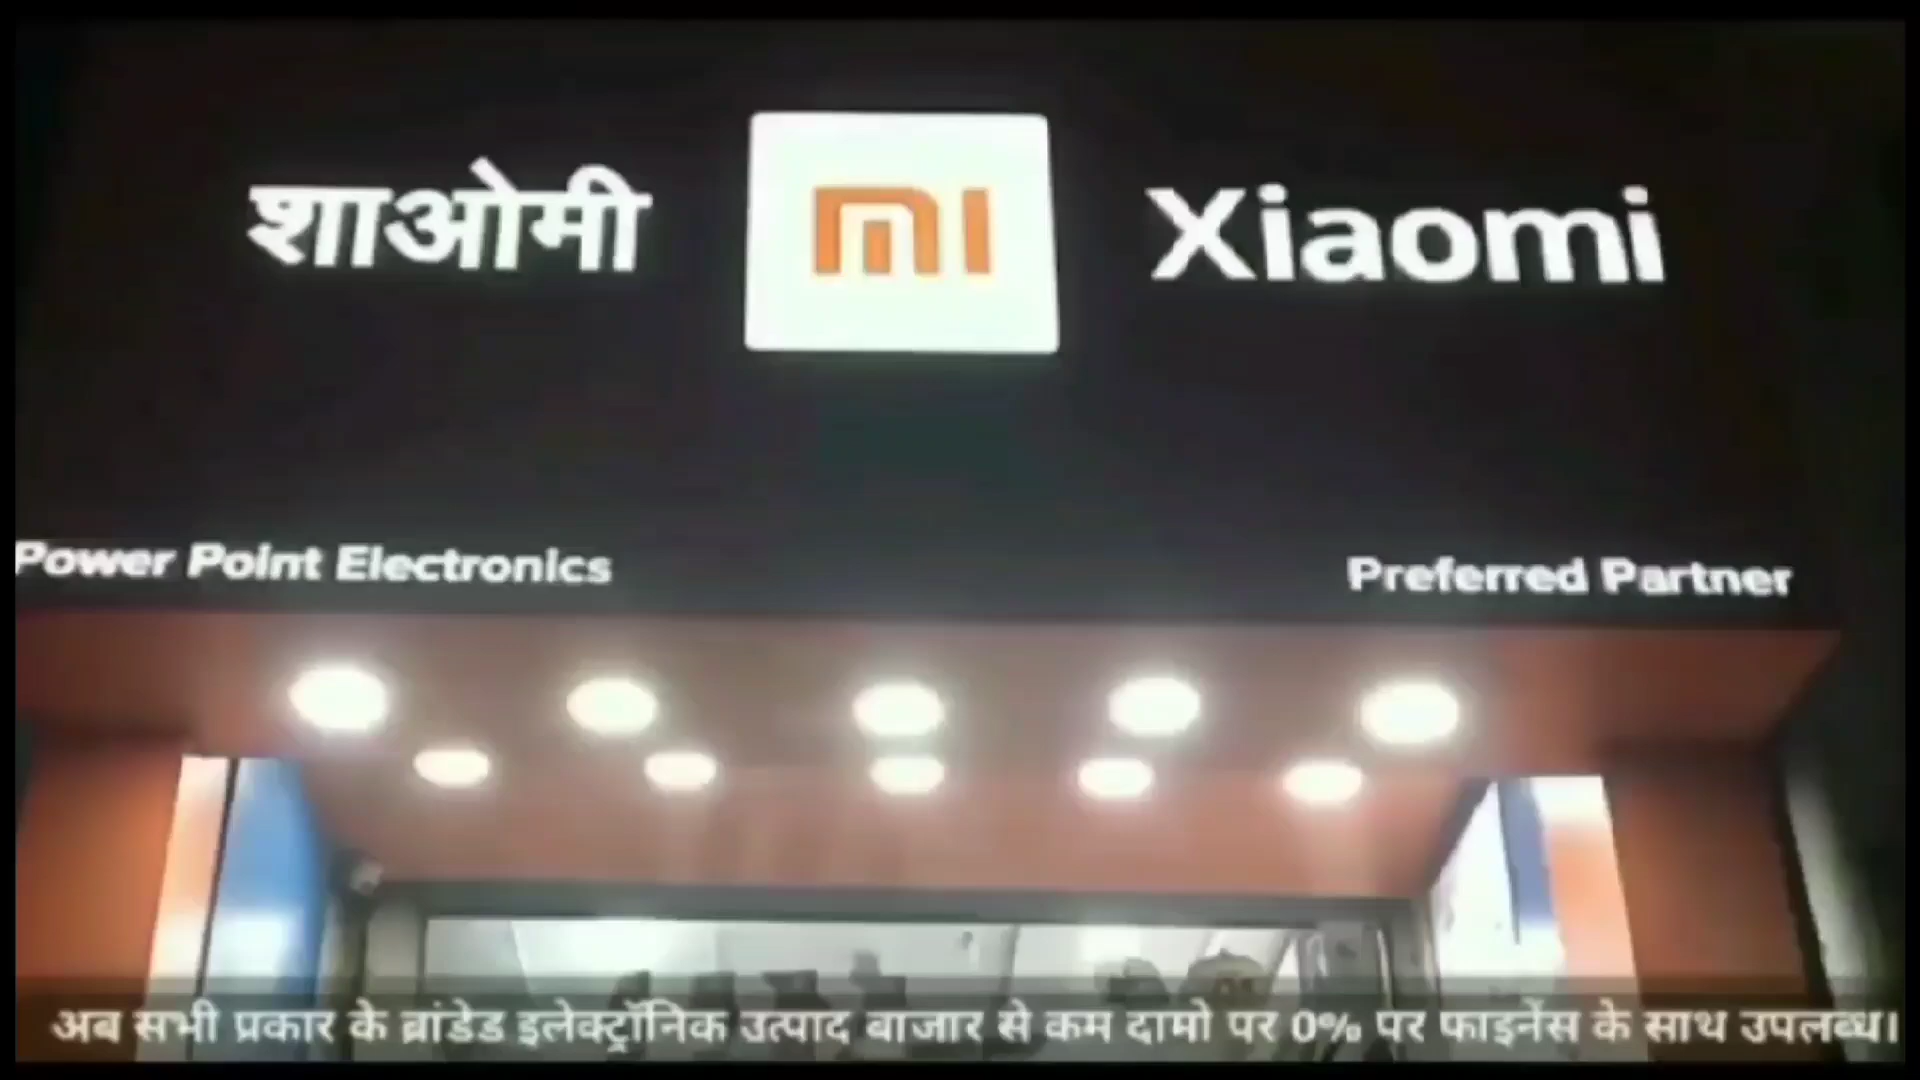 शाओमी mi Xiaomi
Power Point Electronics Preferred Partner
अब सभी प्रकार के ब्रांडेड इलेक्ट्रॉनिक उत्पाद बाजार से कम दामो पर 0% पर फाइनेंस के साथ उपलब्ध।